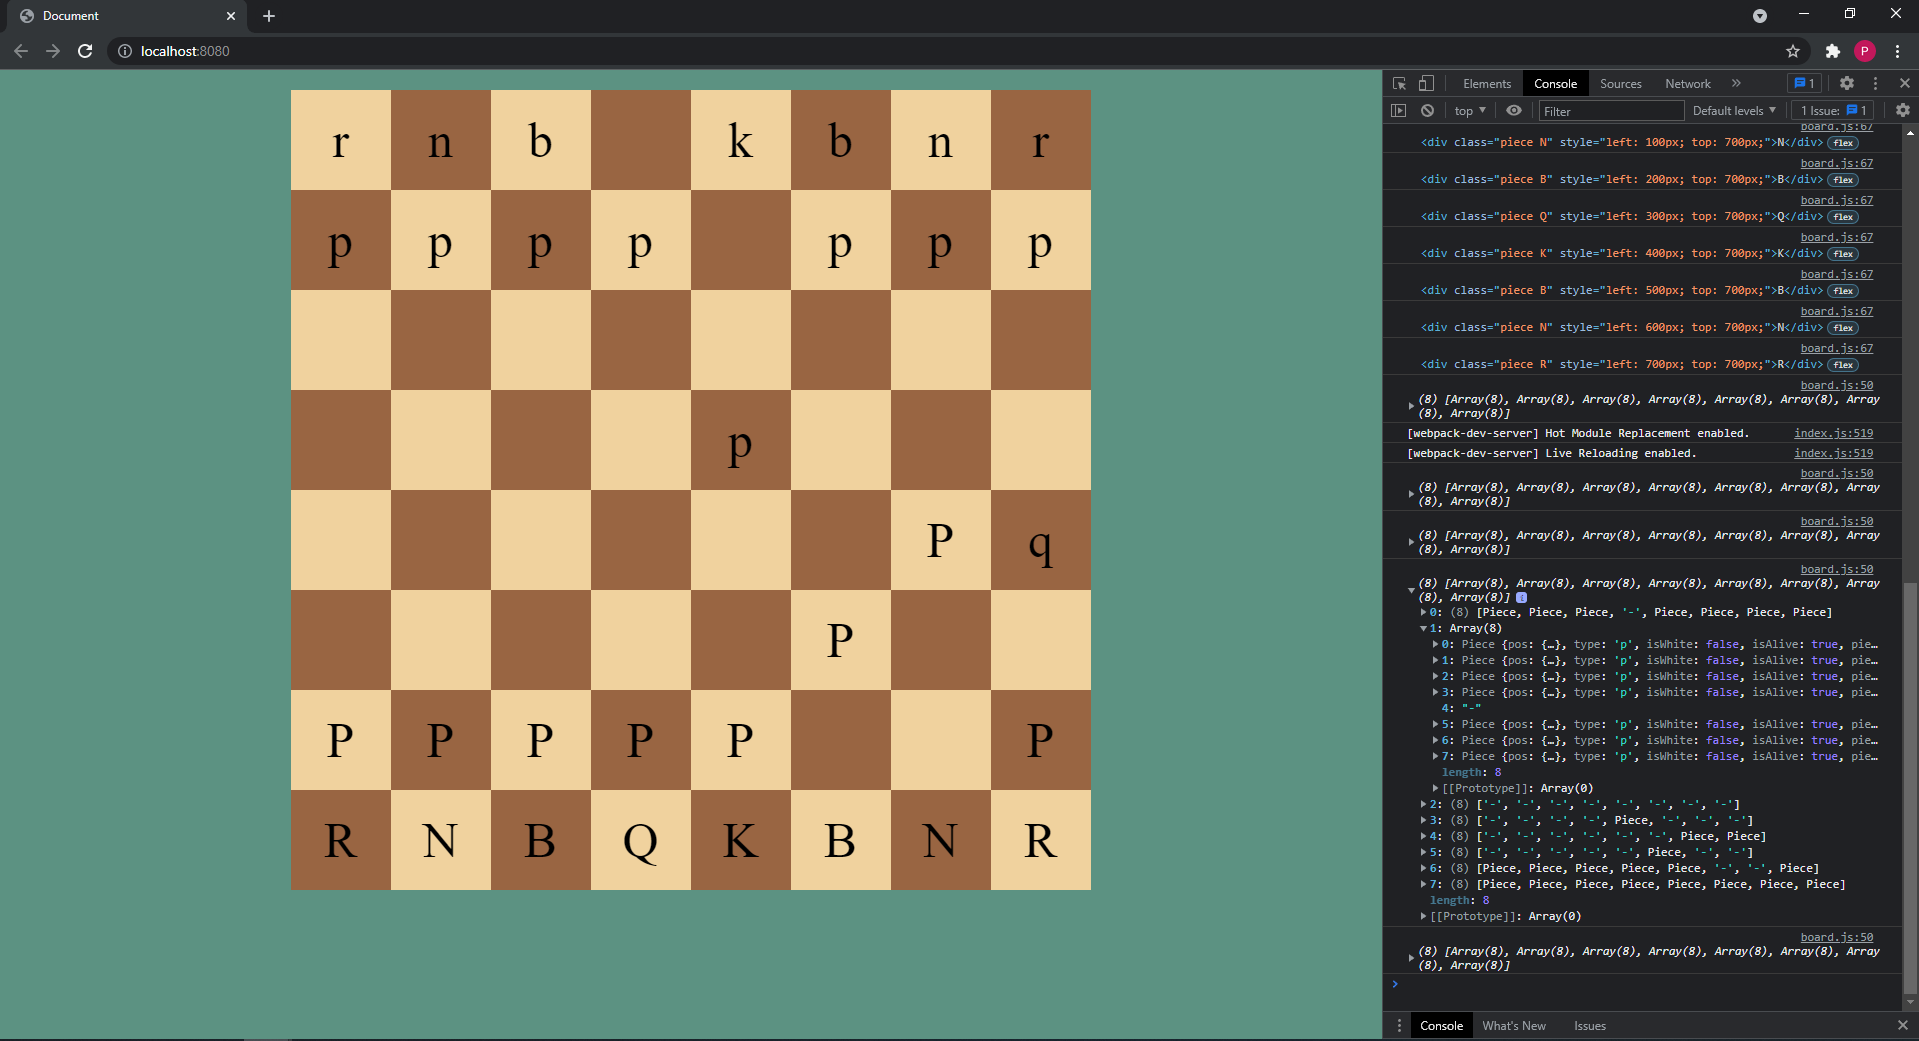 Document
localhost:8080
P
r n b k b n r
p p p p p p p
p
P q
P
P P P P P P
R N B Q K B N R
Elements Console Sources Network 1
top Filter Default levels 1 Issue: 1
board.js:67
<div class="piece N" style="left: 100px; top: 700px;">N</div> flex
board.js:67
<div class="piece B" style="left: 200px; top: 700px;">B</div> flex
board.js:67
<div class="piece Q" style="left: 300px; top: 700px;">Q</div> flex
board.js:67
<div class="piece K" style="left: 400px; top: 700px;">K</div> flex
board.js:67
<div class="piece B" style="left: 500px; top: 700px;">B</div> flex
board.js:67
<div class="piece N" style="left: 600px; top: 700px;">N</div> flex
board.js:67
<div class="piece R" style="left: 700px; top: 700px;">R</div> flex
board.js:50
(8) [Array(8), Array(8), Array(8), Array(8), Array(8), Array(8), Array
(8), Array(8)]
[webpack-dev-server] Hot Module Replacement enabled. index.js:519
[webpack-dev-server] Live Reloading enabled. index.js:519
board.js:50
(8) [Array(8), Array(8), Array(8), Array(8), Array(8), Array(8), Array
(8), Array(8)]
board.js:50
(8) [Array(8), Array(8), Array(8), Array(8), Array(8), Array(8), Array
(8), Array(8)]
board.js:50
(8) [Array(8), Array(8), Array(8), Array(8), Array(8), Array(8), Array
(8), Array(8)] i
0: (8) [Piece, Piece, Piece, '-', Piece, Piece, Piece, Piece]
1: Array(8)
0: Piece {pos: {…}, type: 'p', isWhite: false, isAlive: true, pie…
1: Piece {pos: {…}, type: 'p', isWhite: false, isAlive: true, pie…
2: Piece {pos: {…}, type: 'p', isWhite: false, isAlive: true, pie…
3: Piece {pos: {…}, type: 'p', isWhite: false, isAlive: true, pie…
4: "-"
5: Piece {pos: {…}, type: 'p', isWhite: false, isAlive: true, pie…
6: Piece {pos: {…}, type: 'p', isWhite: false, isAlive: true, pie…
7: Piece {pos: {…}, type: 'p', isWhite: false, isAlive: true, pie…
length: 8
[[Prototype]]: Array(0)
2: (8) ['-', '-', '-', '-', '-', '-', '-', '-']
3: (8) ['-', '-', '-', '-', Piece, '-', '-', '-']
4: (8) ['-', '-', '-', '-', '-', '-', Piece, Piece]
5: (8) ['-', '-', '-', '-', '-', Piece, '-', '-']
6: (8) [Piece, Piece, Piece, Piece, Piece, '-', '-', Piece]
7: (8) [Piece, Piece, Piece, Piece, Piece, Piece, Piece, Piece]
length: 8
[[Prototype]]: Array(0)
board.js:50
(8) [Array(8), Array(8), Array(8), Array(8), Array(8), Array(8), Array
(8), Array(8)]
Console What's New Issues